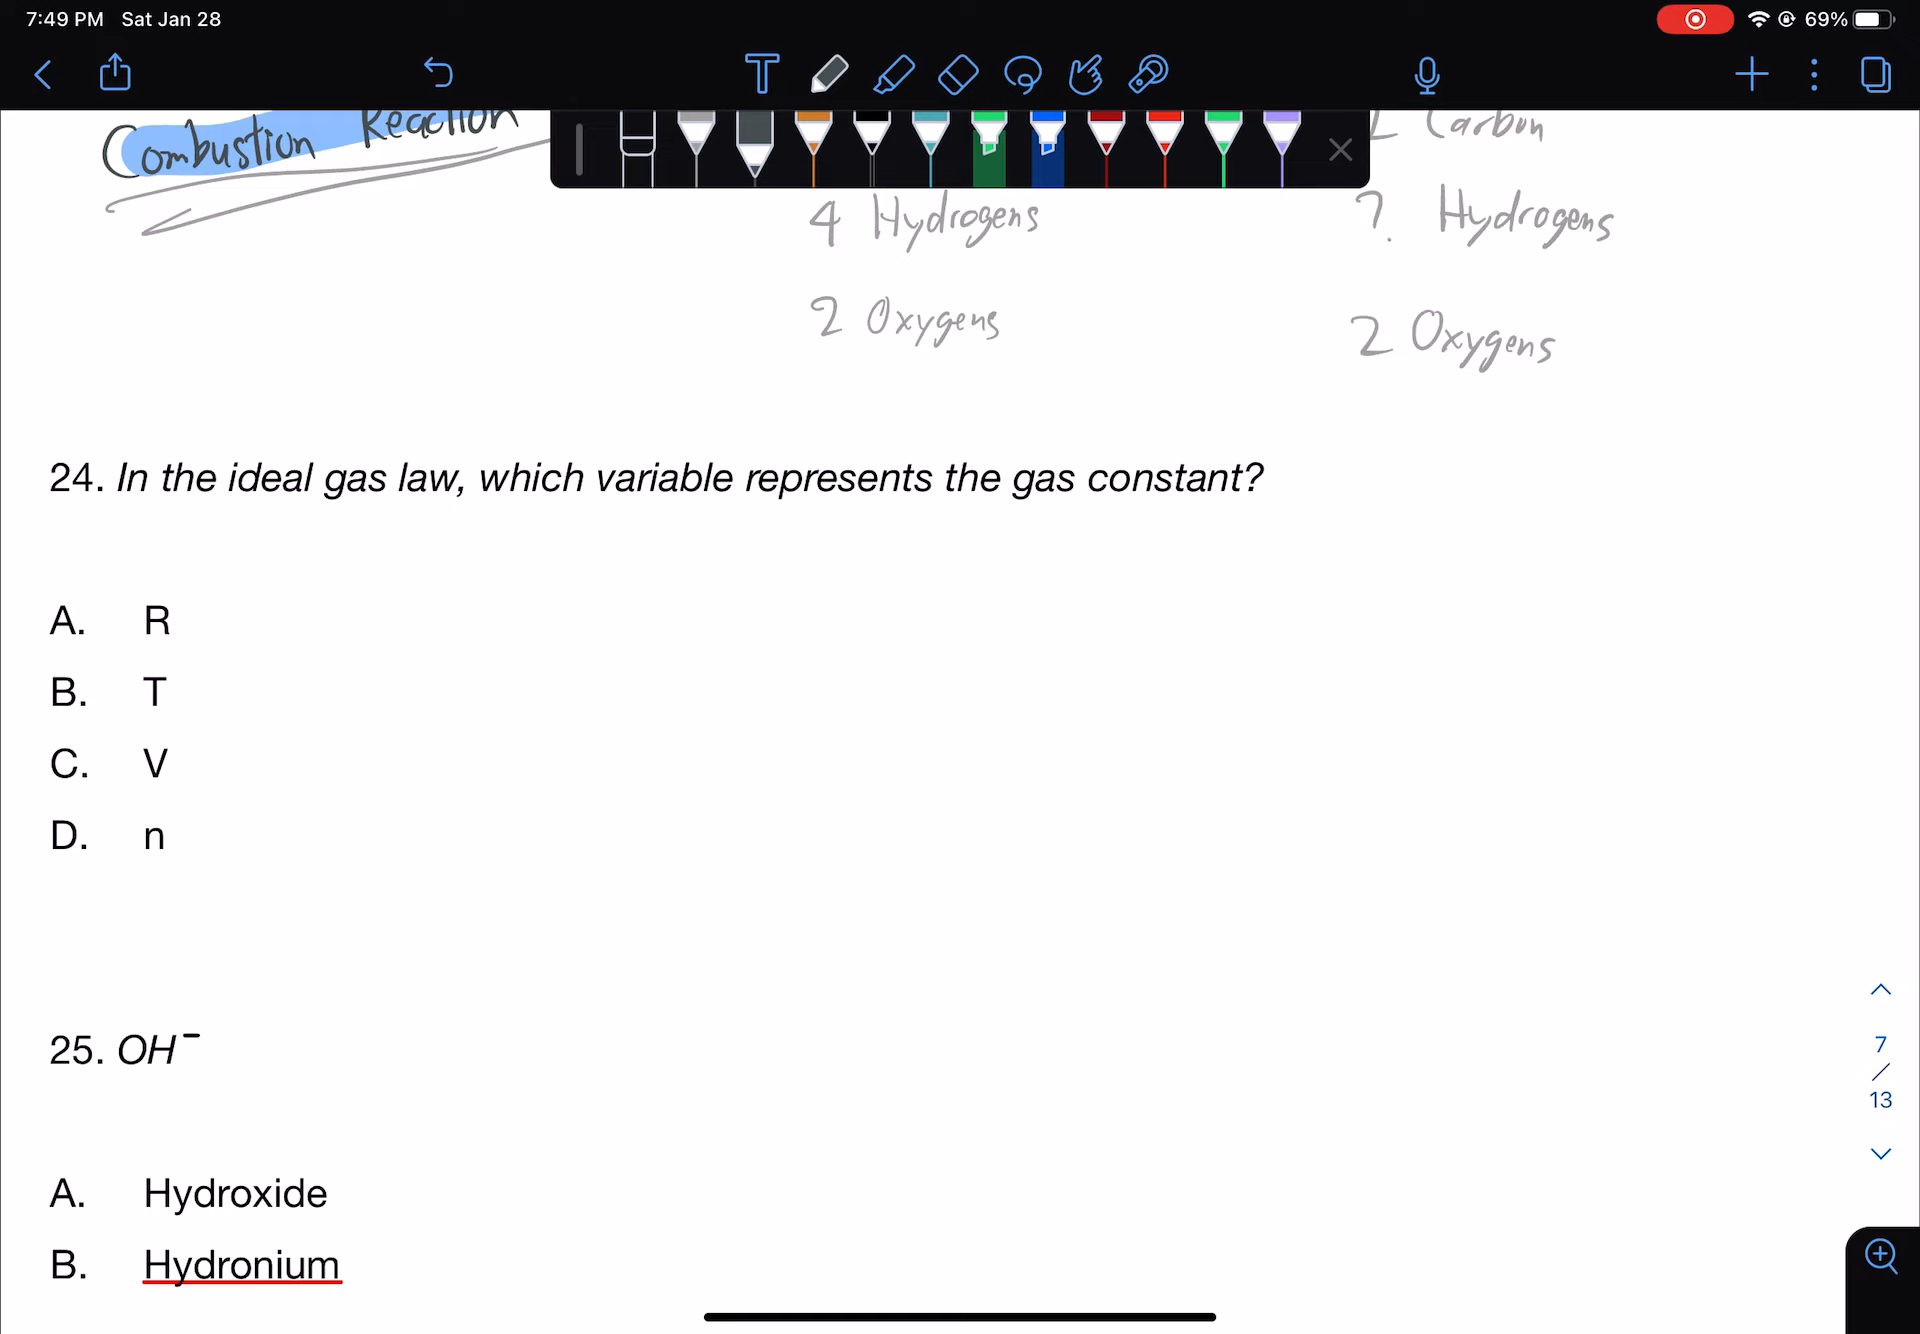 7:49 PM Sat Jan 28
69%
Combustion Reaction
Carbon
4 Hydrogens
? Hydrogens
2 Oxygens
2 Oxygens
24. In the ideal gas law, which variable represents the gas constant?
A. R
B. T
C. V
D. n
25. OH⁻
7
/
13
A. Hydroxide
B. Hydronium